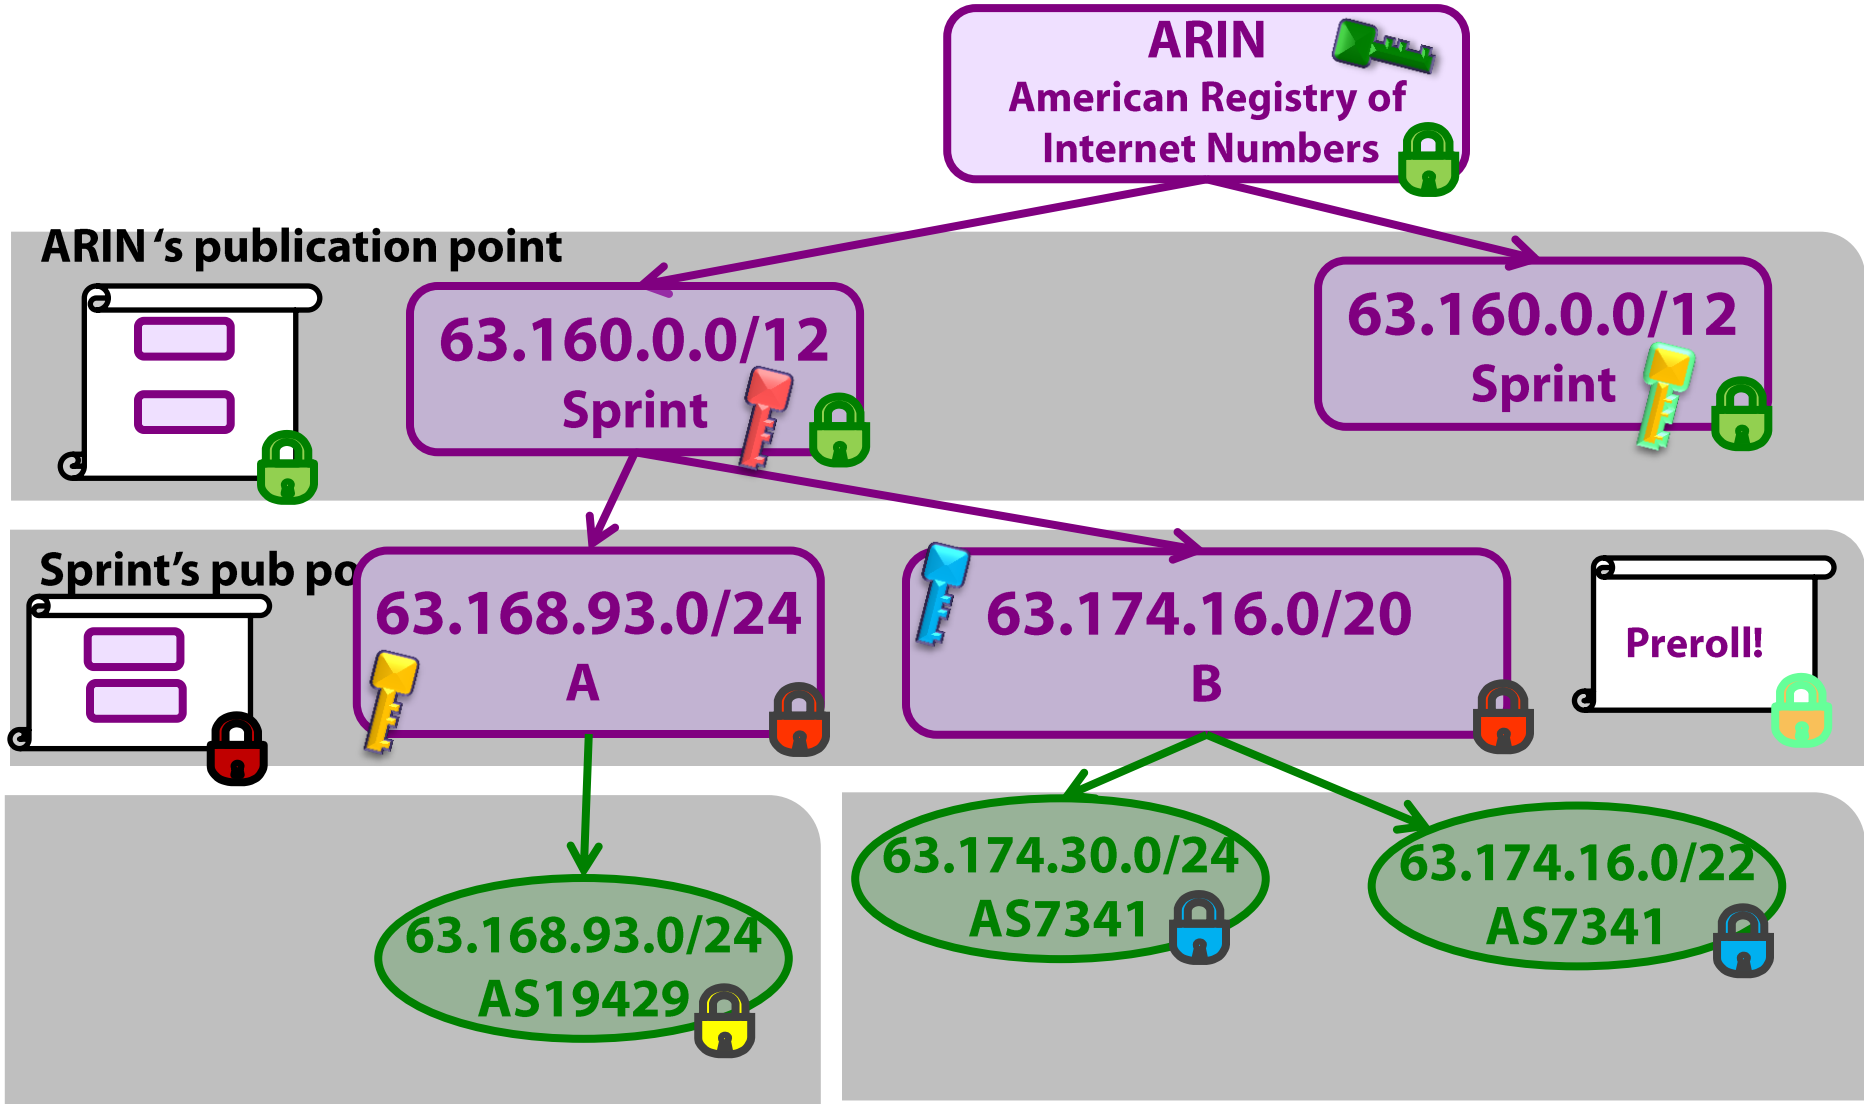 ARIN
American Registry of
Internet Numbers
ARIN 's publication point
63.160.0.0/12
Sprint
63.160.0.0/12
Sprint
Sprint's pub po
63.168.93.0/24
A
63.174.16.0/20
B
Preroll!
63.174.30.0/24
AS7341
63.174.16.0/22
AS7341
63.168.93.0/24
AS19429